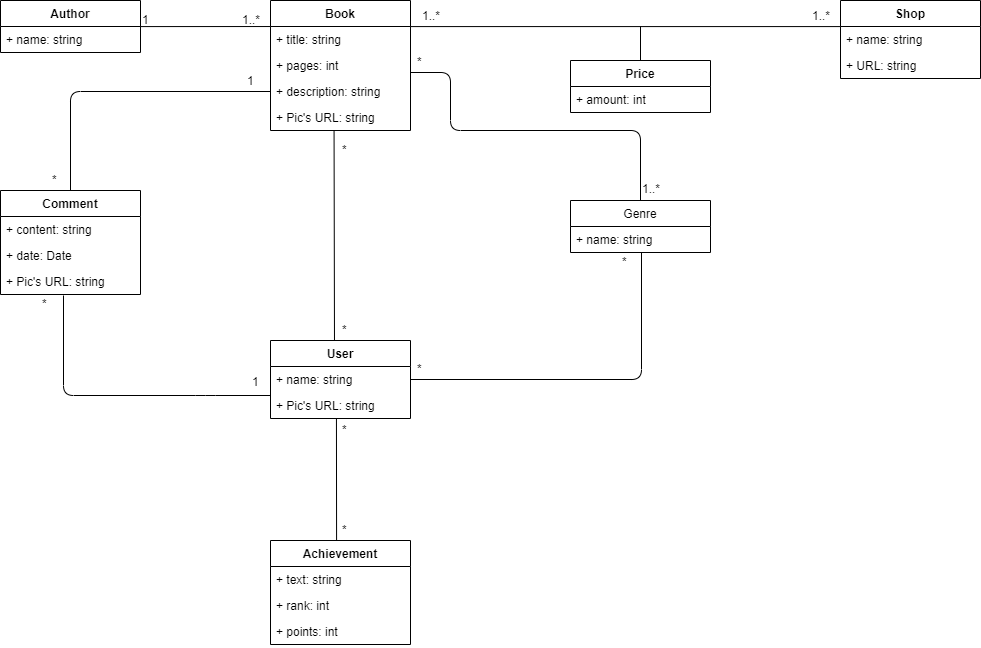 Author
+ name: string
1
1..*
Book
+ title: string
+ pages: int
+ description: string
+ Pic's URL: string
1..*
1..*
Shop
+ name: string
+ URL: string
Price
+ amount: int
*
1
*
*
1..*
Comment
+ content: string
+ date: Date
+ Pic's URL: string
*
Genre
+ name: string
*
*
User
+ name: string
+ Pic's URL: string
*
1
*
*
Achievement
+ text: string
+ rank: int
+ points: int